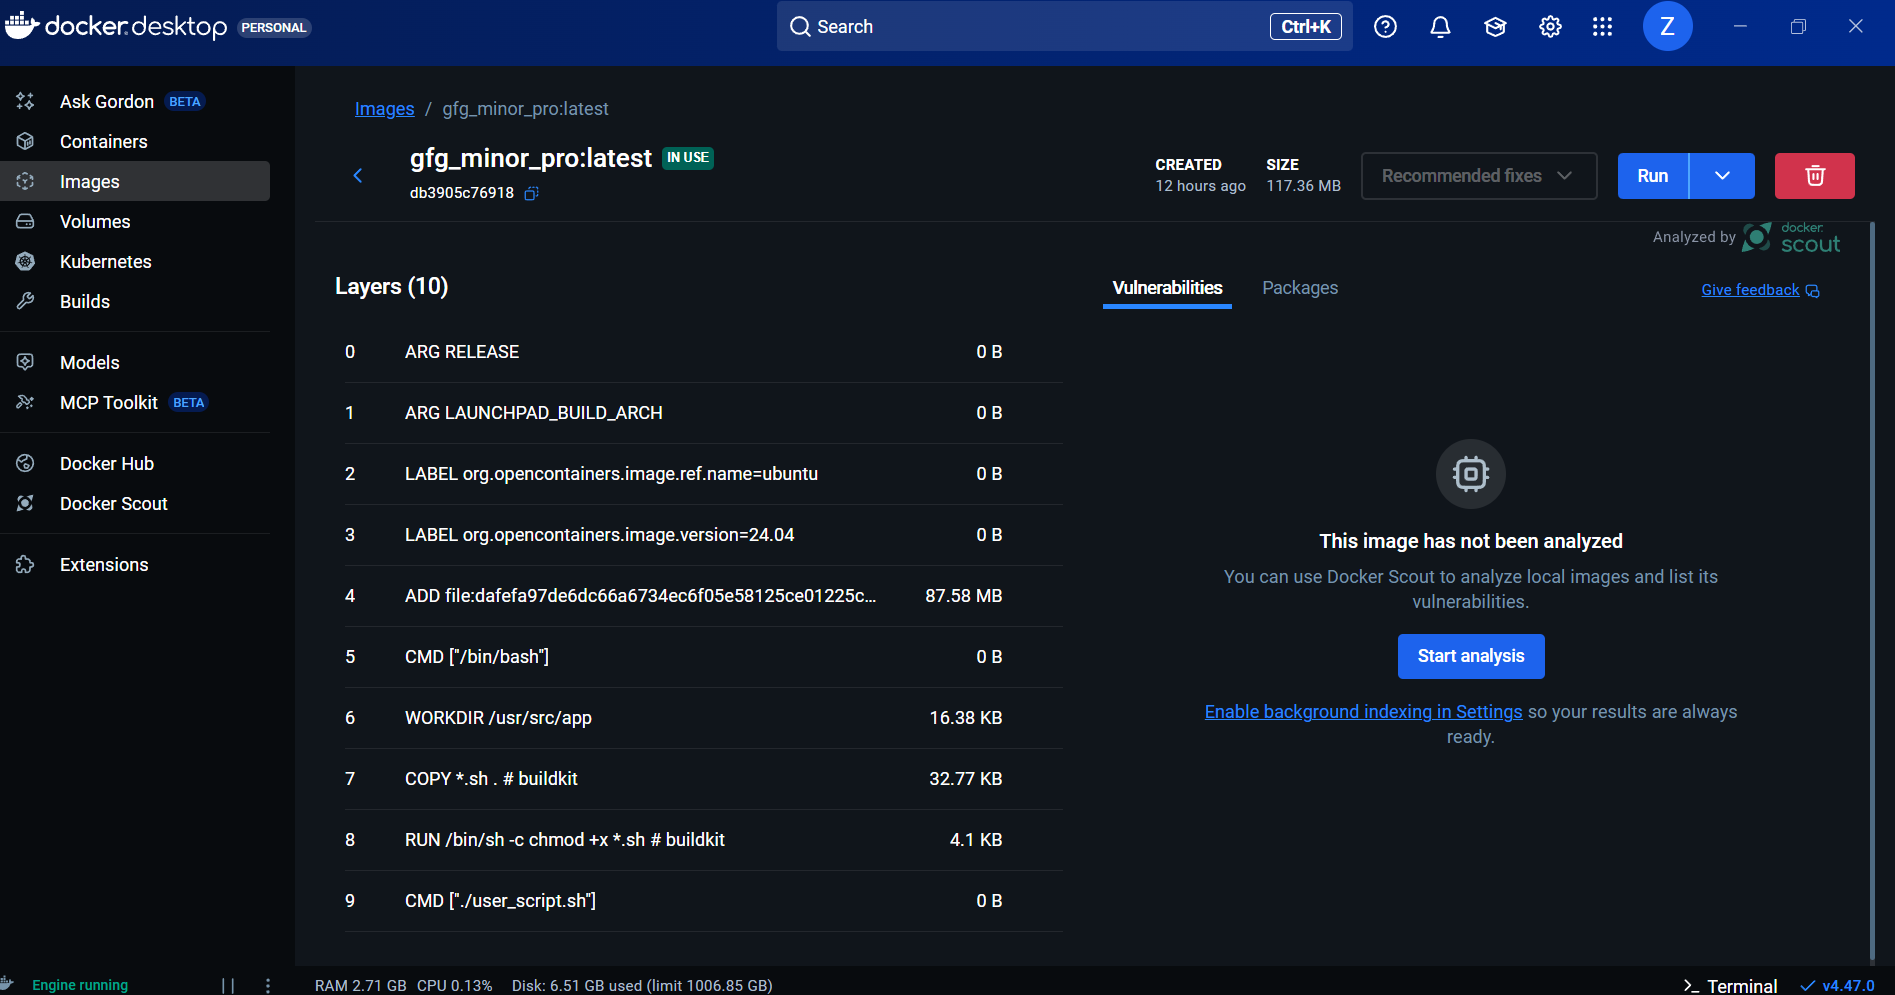 docker.desktop PERSONAL
Search Ctrl+K
Z
Ask Gordon BETA
Containers
Images
Volumes
Kubernetes
Builds
Models
MCP Toolkit BETA
Docker Hub
Docker Scout
Extensions
Images / gfg_minor_pro:latest
gfg_minor_pro:latest IN USE
db3905c76918
CREATED
12 hours ago
SIZE
117.36 MB
Recommended fixes
Run
Analyzed by docker scout
Layers (10)
0 ARG RELEASE 0 B
1 ARG LAUNCHPAD_BUILD_ARCH 0 B
2 LABEL org.opencontainers.image.ref.name=ubuntu 0 B
3 LABEL org.opencontainers.image.version=24.04 0 B
4 ADD file:dafefa97de6dc66a6734ec6f05e58125ce01225c... 87.58 MB
5 CMD ["/bin/bash"] 0 B
6 WORKDIR /usr/src/app 16.38 KB
7 COPY *.sh . # buildkit 32.77 KB
8 RUN /bin/sh -c chmod +x *.sh # buildkit 4.1 KB
9 CMD ["./user_script.sh"] 0 B
Vulnerabilities Packages
Give feedback
This image has not been analyzed
You can use Docker Scout to analyze local images and list its
vulnerabilities.
Start analysis
Enable background indexing in Settings so your results are always
ready.
Engine running
RAM 2.71 GB CPU 0.13% Disk: 6.51 GB used (limit 1006.85 GB)
>_ Terminal
v4.47.0